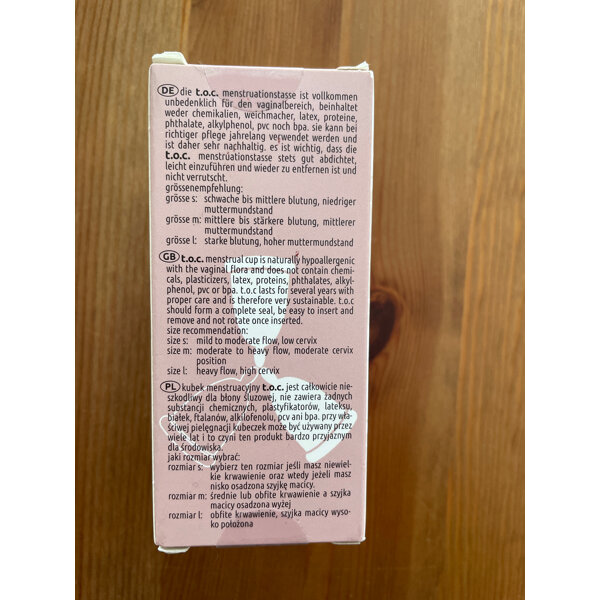 DE die t.o.c. menstruationstasse ist vollkommen
unbedenklich für den vaginalbereich, beinhaltet
weder chemikalien, weichmacher, latex, proteine,
phthalate, alkylphenol, pvc noch bpa. sie kann bei
richtiger pflege jahrelang verwendet werden und
ist daher sehr nachhaltig. es ist wichtig, dass die
t.o.c. menstruationstasse stets gut abdichtet,
leicht einzuführen und wieder zu entfernen ist und
nicht verrutscht.
grössenempfehlung:
grösse s: schwache bis mittlere blutung, niedriger
muttermundstand
grösse m: mittlere bis stärkere blutung, mittlerer
muttermundstand
grösse l: starke blutung, hoher muttermundstand
GB t.o.c. menstrual cup is naturally hypoallergenic
with the vaginal flora and does not contain chemi-
cals, plasticizers, latex, proteins, phthalates, alkyl-
phenol, pvc or bpa. t.o.c lasts for several years with
proper care and is therefore very sustainable. t.o.c
should form a complete seal, be easy to insert and
remove and not rotate once inserted.
size recommendation:
size s: mild to moderate flow, low cervix
size m: moderate to heavy flow, moderate cervix
position
size l: heavy flow, high cervix
PL kubek menstruacyjny t.o.c. jest całkowicie nie-
szkodliwy dla błony śluzowej, nie zawiera żadnych
substancji chemicznych, plastyfikatorów, lateksu,
białek, ftalanów, alkilofenolu, pcv ani bpa. przy wła-
ściwej pielęgnacji kubeczek może być używany przez
wiele lat i to czyni ten produkt bardzo przyjaznym
dla środowiska.
jaki rozmiar wybrać:
rozmiar s: wybierz ten rozmiar jeśli masz niewiel-
kie krwawienie oraz wtedy jeżeli masz
nisko osadzona szyjkę macicy.
rozmiar m: średnie lub obfite krwawienie a szyjka
macicy osadzona wyżej
rozmiar l: obfite krwawienie, szyjka macicy wyso-
ko położona